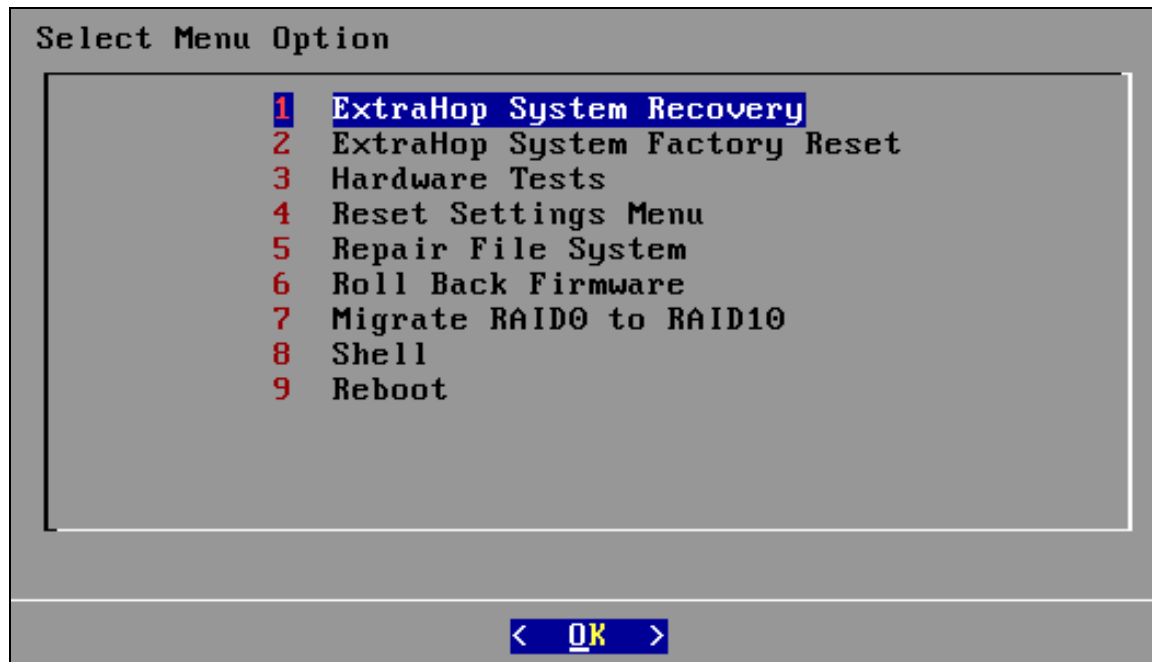 Select Menu Option
1 ExtraHop System Recovery
2 ExtraHop System Factory Reset
3 Hardware Tests
4 Reset Settings Menu
5 Repair File System
6 Roll Back Firmware
7 Migrate RAID0 to RAID10
8 Shell
9 Reboot
< OK >